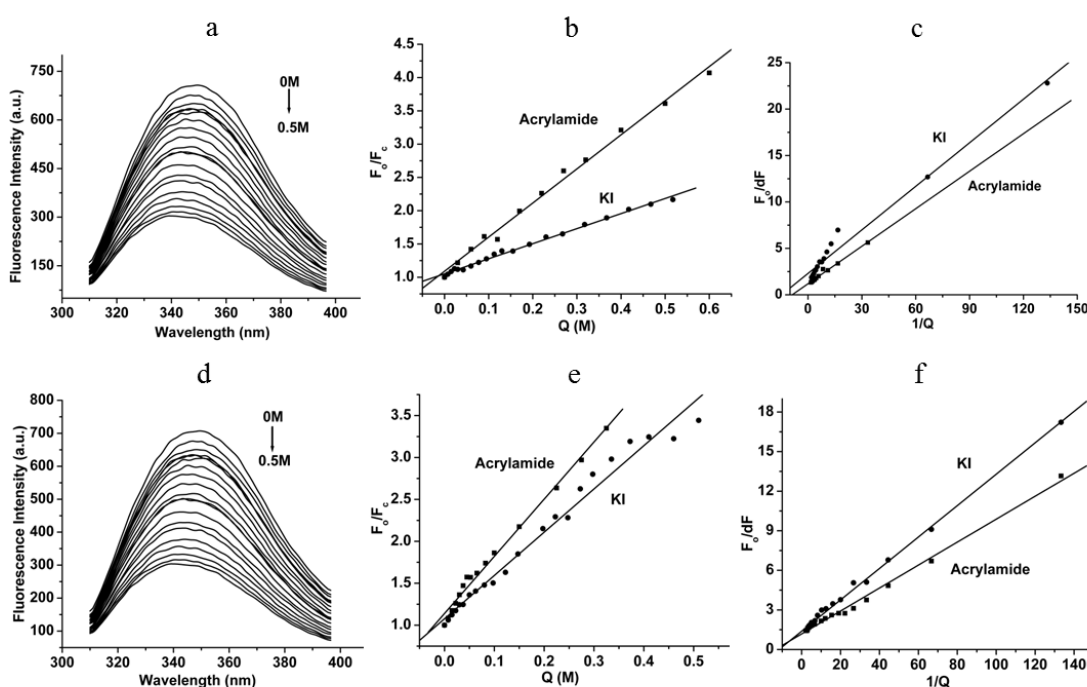 a
Fluorescence Intensity (a.u.)
750
600
450
300
150
0M
0.5M
300 320 340 360 380 400
Wavelength (nm)
b
F₀/F꜀
4.5
4.0
3.5
3.0
2.5
2.0
1.5
1.0
Acrylamide
KI
0.0 0.1 0.2 0.3 0.4 0.5 0.6
Q (M)
c
F₀/dF
25
20
15
10
5
0
KI
Acrylamide
0 30 60 90 120 150
1/Q
d
Fluorescence Intensity (a.u.)
800
700
600
500
400
300
200
100
0M
0.5M
300 320 340 360 380 400
Wavelength (nm)
e
F₀/F꜀
3.5
3.0
2.5
2.0
1.5
1.0
Acrylamide
KI
0.0 0.1 0.2 0.3 0.4 0.5
Q (M)
f
F₀/dF
18
15
12
9
6
3
0
KI
Acrylamide
0 20 40 60 80 100 120 140
1/Q